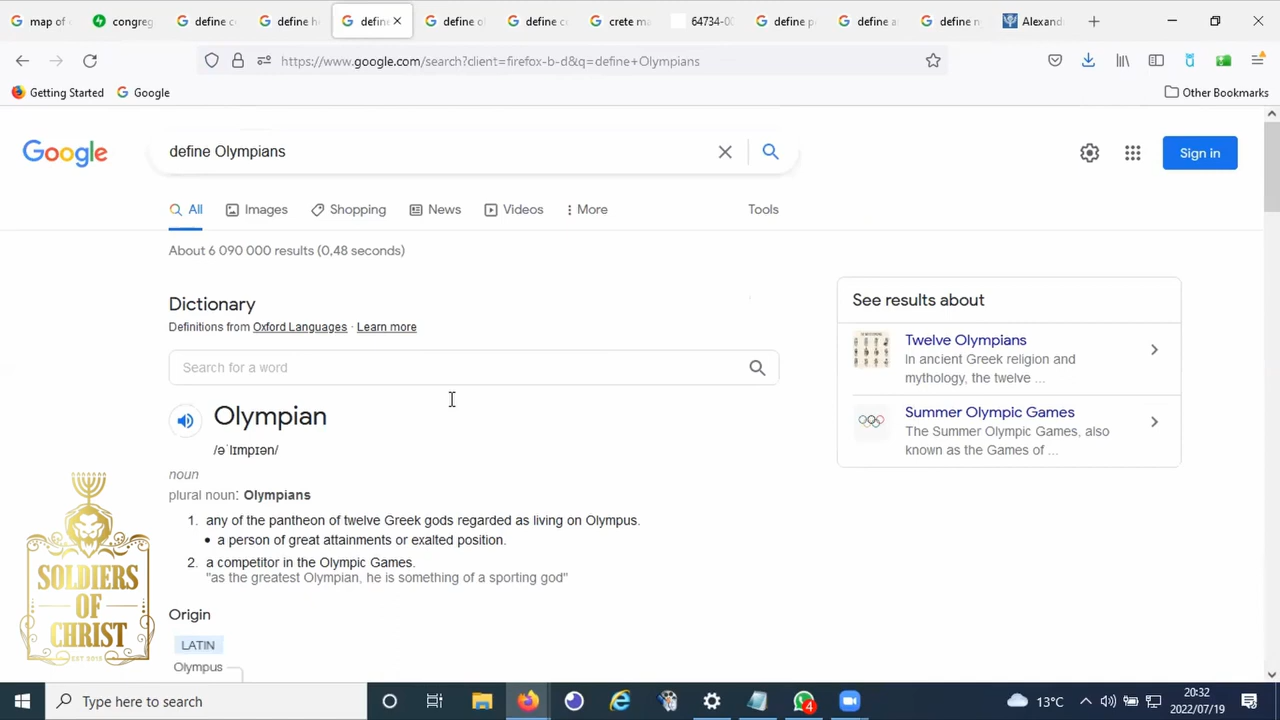 map of
congreg
define c
define he
define
define ol
define c
crete ma
64734-00
define p
define a
define n
Alexand
https://www.google.com/search?client=firefox-b-d&q=define+Olympians
Getting Started
Google
Other Bookmarks
Google
define Olympians
Sign in
All
Images
Shopping
News
Videos
More
Tools
About 6 090 000 results (0,48 seconds)
Dictionary
Definitions from Oxford Languages · Learn more
Search for a word
Olympian
/əˈlɪmpɪən/
noun
plural noun: Olympians
1. any of the pantheon of twelve Greek gods regarded as living on Olympus.
• a person of great attainments or exalted position.
2. a competitor in the Olympic Games.
"as the greatest Olympian, he is something of a sporting god"
Origin
LATIN
Olympus
See results about
Twelve Olympians
In ancient Greek religion and
mythology, the twelve ...
Summer Olympic Games
The Summer Olympic Games, also
known as the Games of ...
SOLDIERS
OF
CHRIST
EST 2015
Type here to search
4
13°C
20:32
2022/07/19